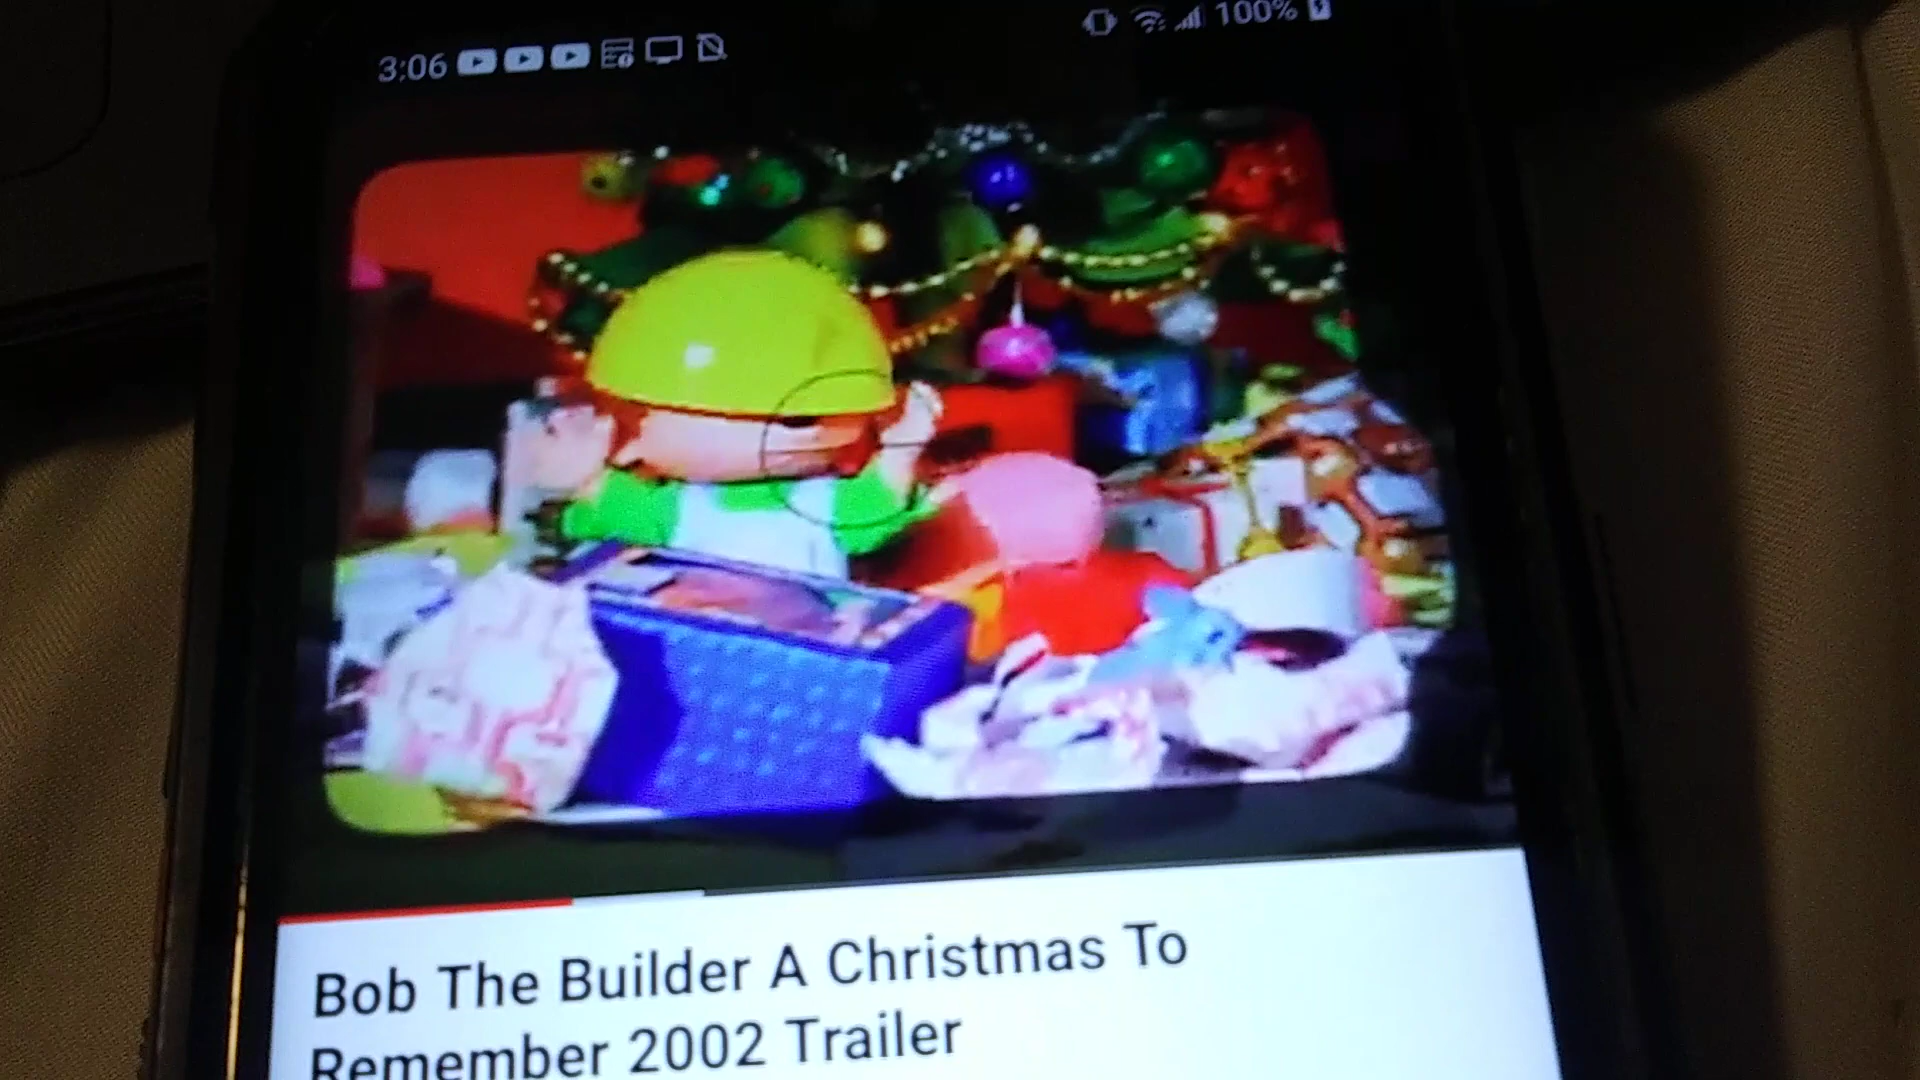 3:06
100%
Bob The Builder A Christmas To
Remember 2002 Trailer